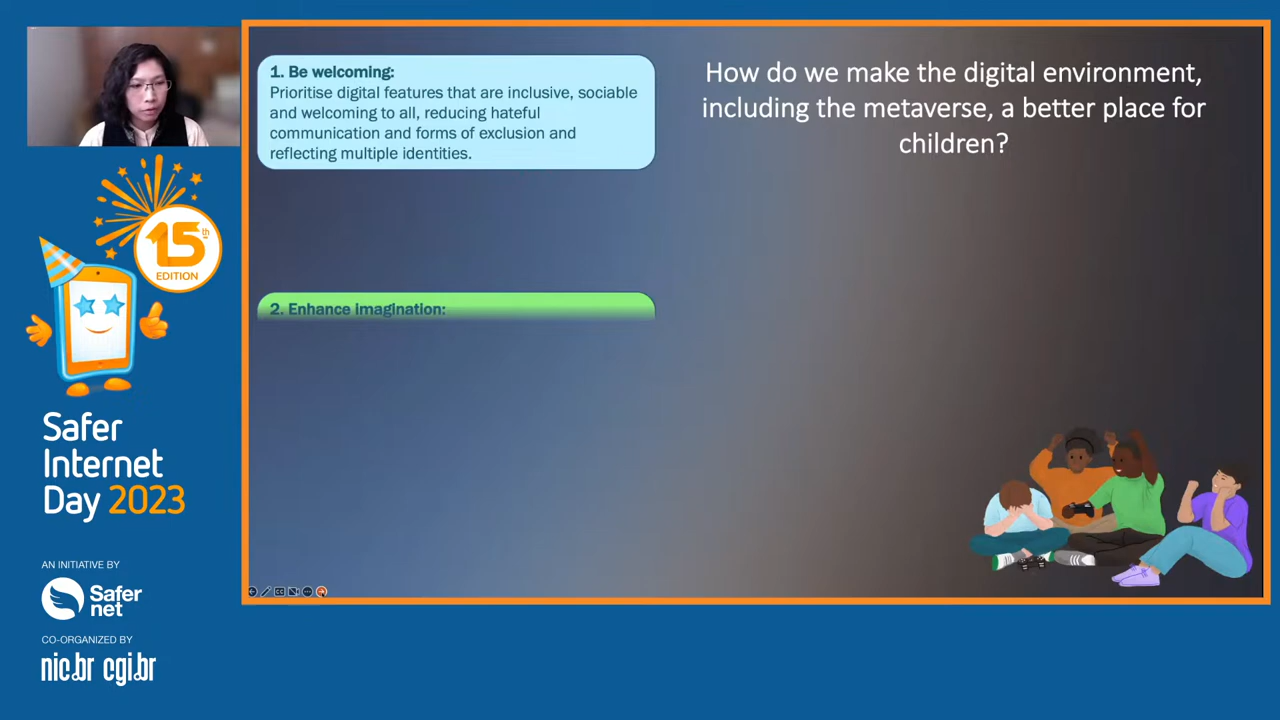 15th
EDITION
Safer
Internet
Day 2023
AN INITIATIVE BY
Safer
net
CO-ORGANIZED BY
nic.br cgi.br
1. Be welcoming:
Prioritise digital features that are inclusive, sociable
and welcoming to all, reducing hateful
communication and forms of exclusion and
reflecting multiple identities.
2. Enhance imagination:
How do we make the digital environment,
including the metaverse, a better place for
children?